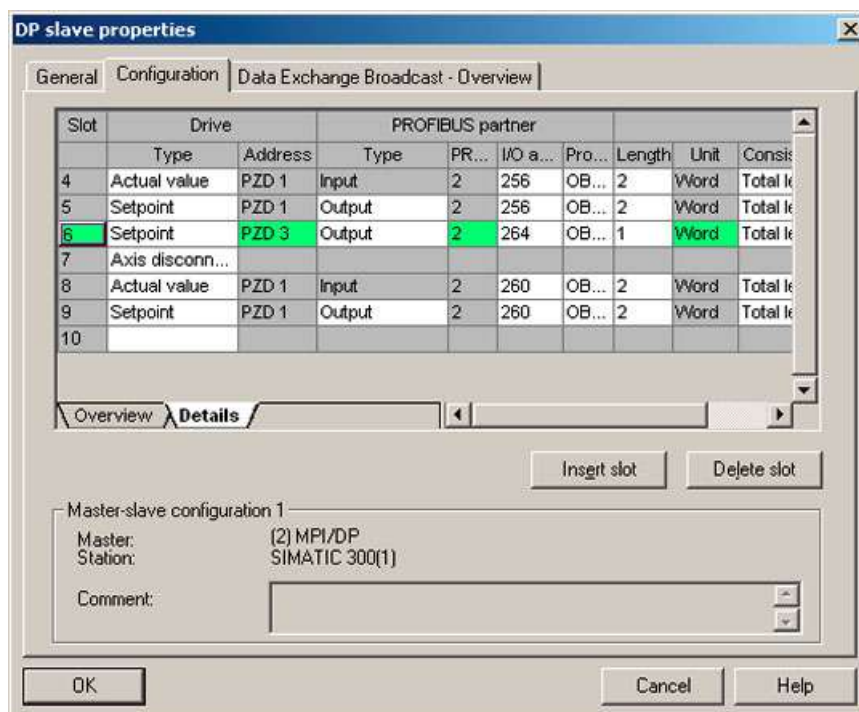 DP slave properties
General Configuration Data Exchange Broadcast - Overview
Slot Drive PROFIBUS partner
Type Address Type PR... I/O a... Pro... Length Unit Consis
4 Actual value PZD 1 Input 2 256 OB... 2 Word Total le
5 Setpoint PZD 1 Output 2 256 OB... 2 Word Total le
6 Setpoint PZD 3 Output 2 264 OB... 1 Word Total le
7 Axis disconn...
8 Actual value PZD 1 Input 2 260 OB... 2 Word Total le
9 Setpoint PZD 1 Output 2 260 OB... 2 Word Total le
10
Overview Details
Insert slot Delete slot
Master-slave configuration 1
Master: (2) MPI/DP
Station: SIMATIC 300(1)
Comment:
OK Cancel Help